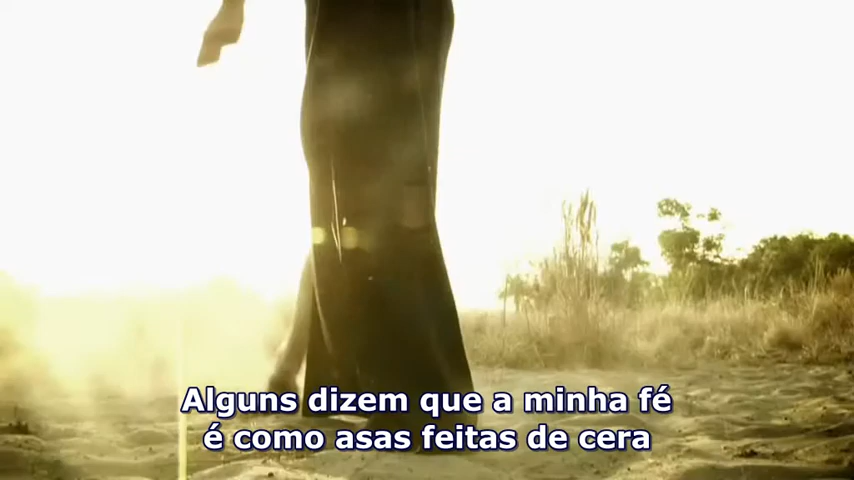 Alguns dizem que a minha fé
é como asas feitas de cera